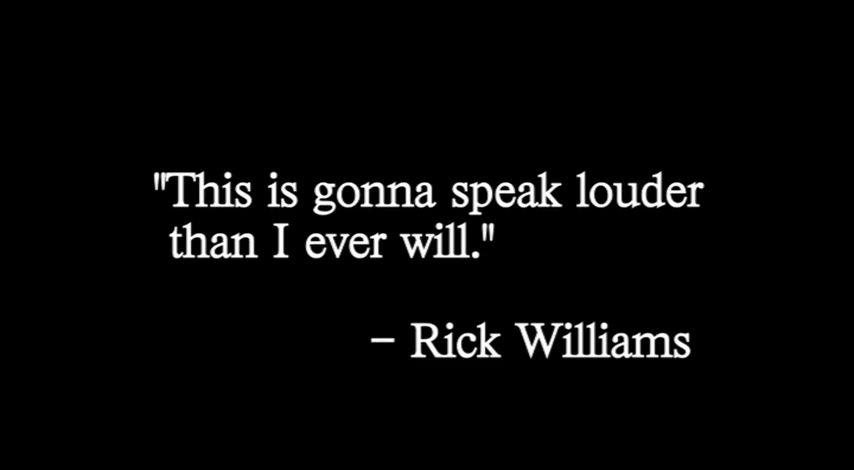 "This is gonna speak louder
than I ever will."
- Rick Williams